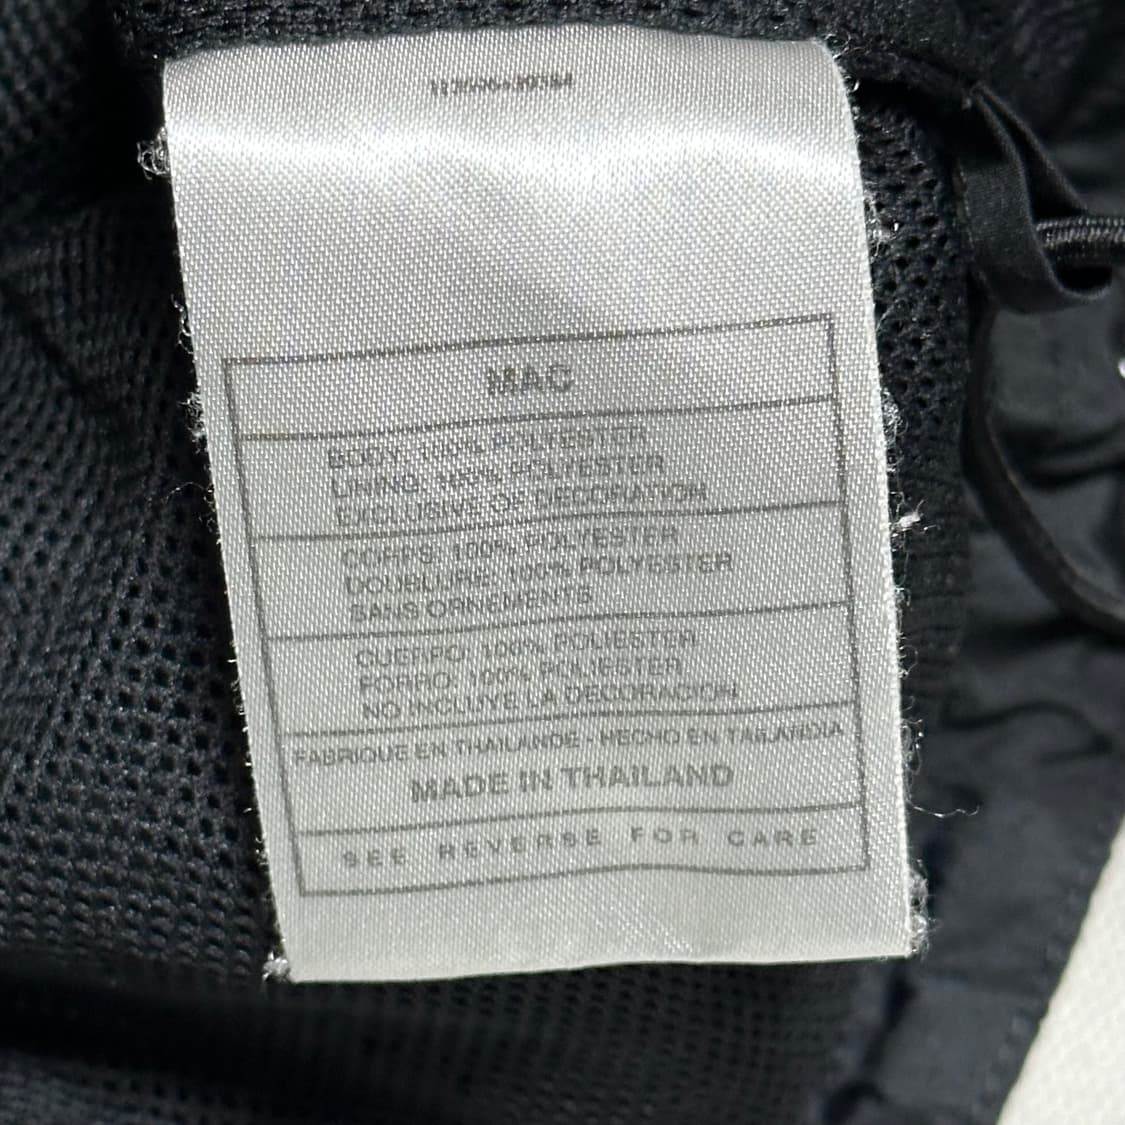 MAC
BODY: 100% POLYESTER
LINING: 100% POLYESTER
EXCLUSIVE OF DECORATION
CORPS: 100% POLYESTER
DOUBLURE: 100% POLYESTER
SANS ORNEMENTS
CUERPO: 100% POLIESTER
FORRO: 100% POLIESTER
NO INCLUYE LA DECORACION
FABRIQUE EN THAILANDE - HECHO EN TAILANDIA
MADE IN THAILAND
SEE REVERSE FOR CARE